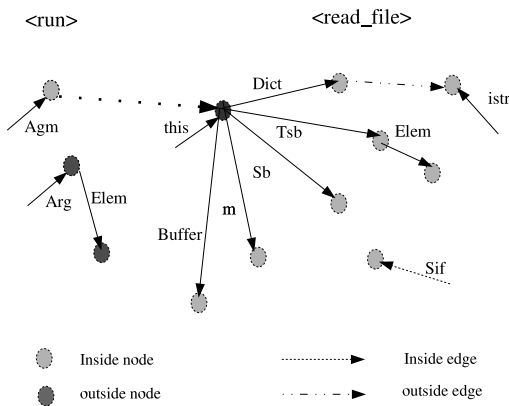 <run>
<read_file>
Dict
istr
Agm
this
Tsb
Elem
Sb
Arg
Elem
m
Buffer
Sif
Inside node
Inside edge
outside node
outside edge